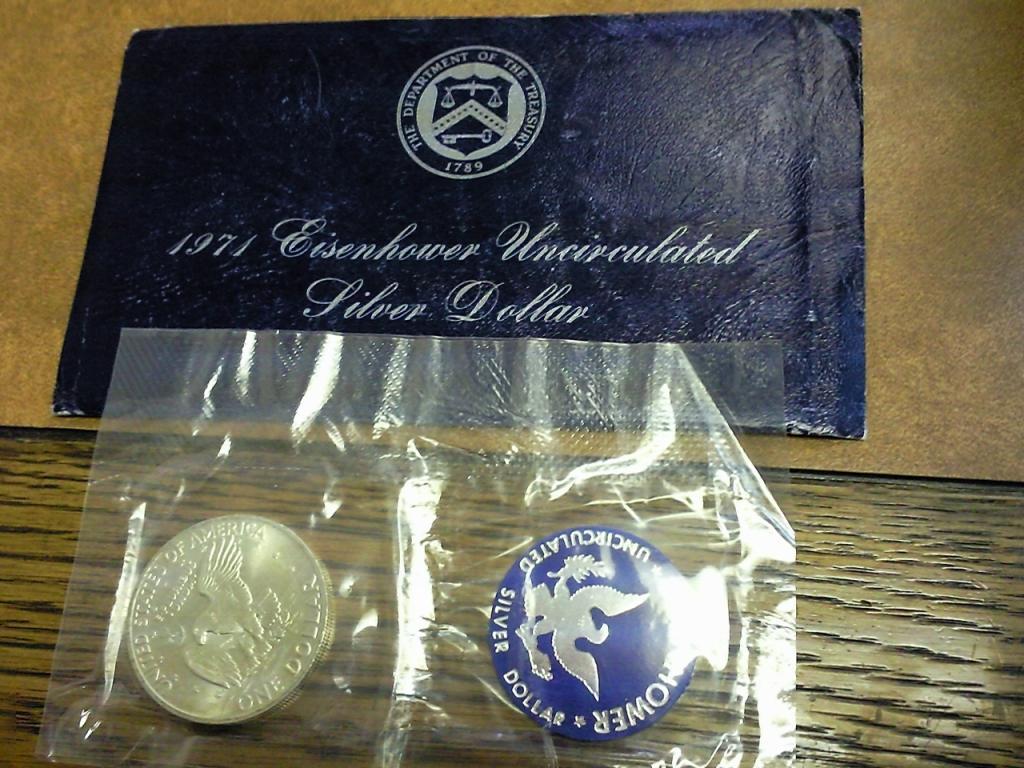 THE DEPARTMENT OF THE TREASURY
1789
1971 Eisenhower Uncirculated
Silver Dollar
UNITED STATES OF AMERICA
ONE DOLLAR
HOWER
UNCIRCULATED
SILVER DOLLAR